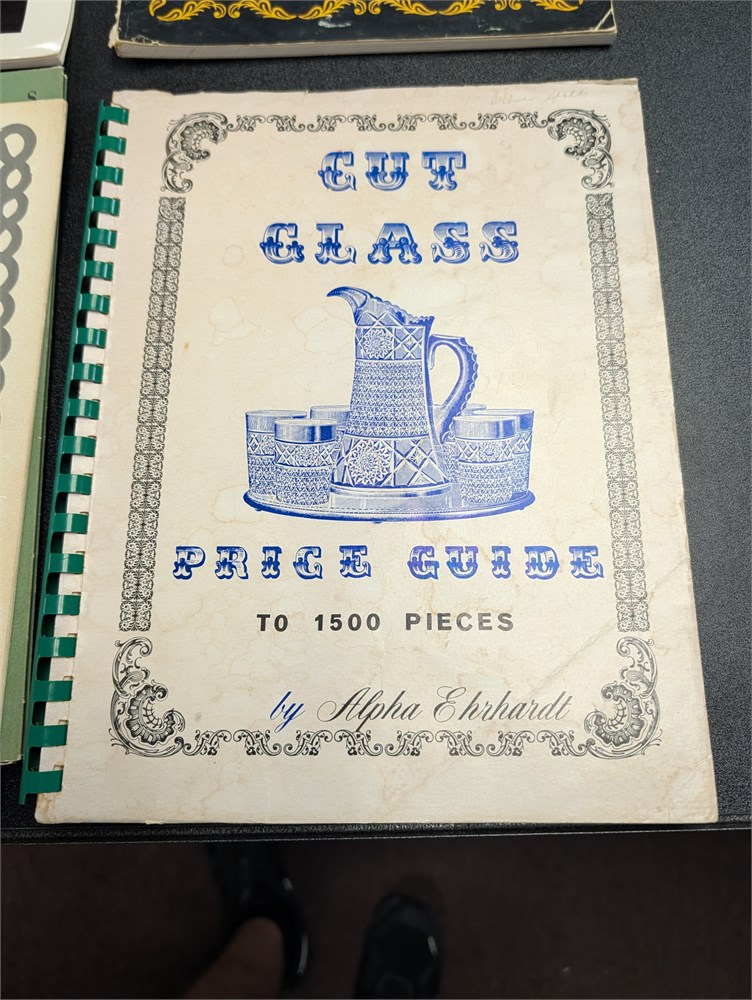 CUT
GLASS
PRICE GUIDE
TO 1500 PIECES
by Alpha Ehrhardt
S